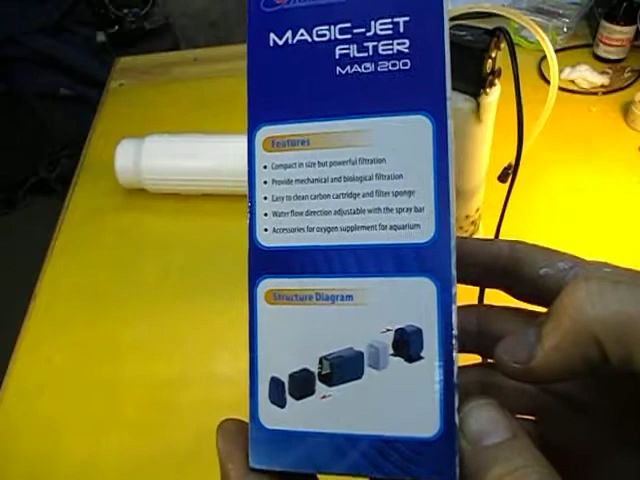 MAGIC-JET
FILTER
MAGI 200
Features
• Compact in size but powerful filtration
• Provide mechanical and biological filtration
• Easy to clean carbon cartridge and filter sponge
• Water flow direction adjustable with the spray bar
• Accessories for oxygen supplement for aquarium
Structure Diagram